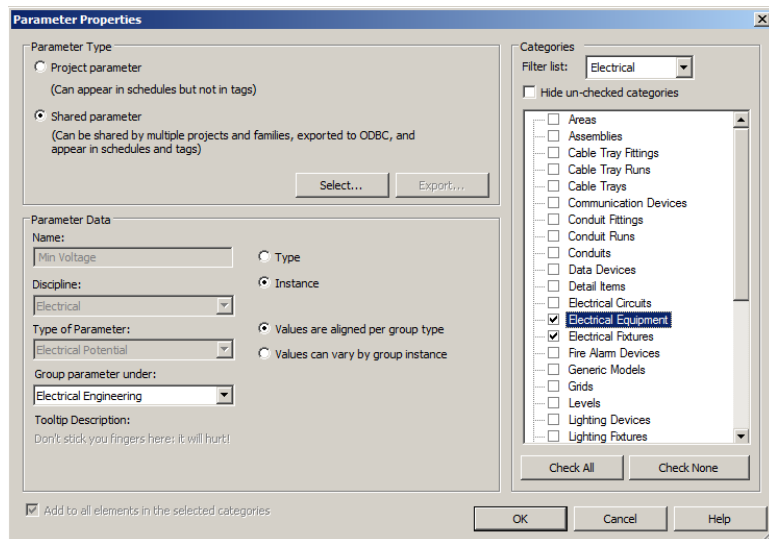 Parameter Properties
Parameter Type
Project parameter
(Can appear in schedules but not in tags)
Shared parameter
(Can be shared by multiple projects and families, exported to ODBC, and
appear in schedules and tags)
Select...
Export...
Parameter Data
Name:
Min Voltage
Type
Discipline:
Instance
Electrical
Type of Parameter:
Values are aligned per group type
Electrical Potential
Values can vary by group instance
Group parameter under:
Electrical Engineering
Tooltip Description:
Don't stick you fingers here; it will hurt!
Add to all elements in the selected categories
Categories
Filter list:
Electrical
Hide un-checked categories
Areas
Assemblies
Cable Tray Fittings
Cable Tray Runs
Cable Trays
Communication Devices
Conduit Fittings
Conduit Runs
Conduits
Data Devices
Detail Items
Electrical Circuits
Electrical Equipment
Electrical Fixtures
Fire Alarm Devices
Generic Models
Grids
Levels
Lighting Devices
Lighting Fixtures
Check All
Check None
OK
Cancel
Help